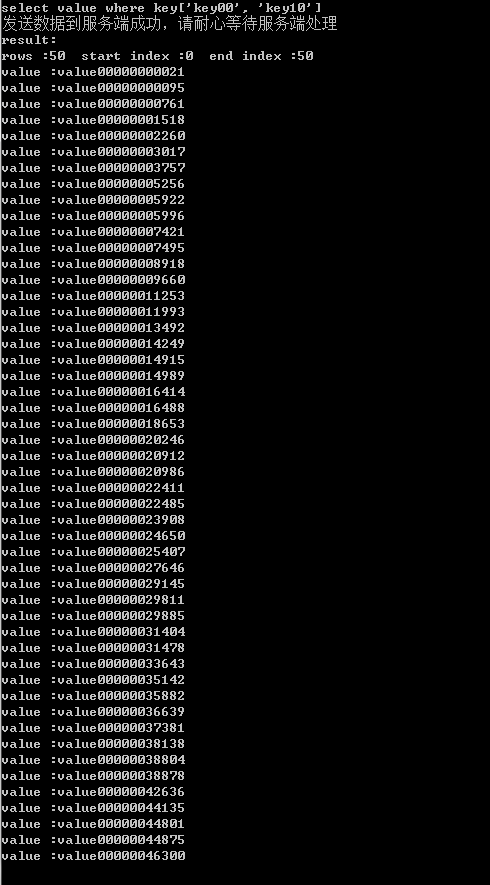 select value where key['key00', 'key10']
发送数据到服务端成功，请耐心等待服务端处理
result:
rows :50  start index :0  end index :50
value :value00000000021
value :value00000000095
value :value00000000761
value :value00000001518
value :value00000002260
value :value00000003017
value :value00000003757
value :value00000005256
value :value00000005922
value :value00000005996
value :value00000007421
value :value00000007495
value :value00000008918
value :value00000009660
value :value00000011253
value :value00000011993
value :value00000013492
value :value00000014249
value :value00000014915
value :value00000014989
value :value00000016414
value :value00000016488
value :value00000018653
value :value00000020246
value :value00000020912
value :value00000020986
value :value00000022411
value :value00000022485
value :value00000023908
value :value00000024650
value :value00000025407
value :value00000027646
value :value00000029145
value :value00000029811
value :value00000029885
value :value00000031404
value :value00000031478
value :value00000033643
value :value00000035142
value :value00000035882
value :value00000036639
value :value00000037381
value :value00000038138
value :value00000038804
value :value00000038878
value :value00000042636
value :value00000044135
value :value00000044801
value :value00000044875
value :value00000046300